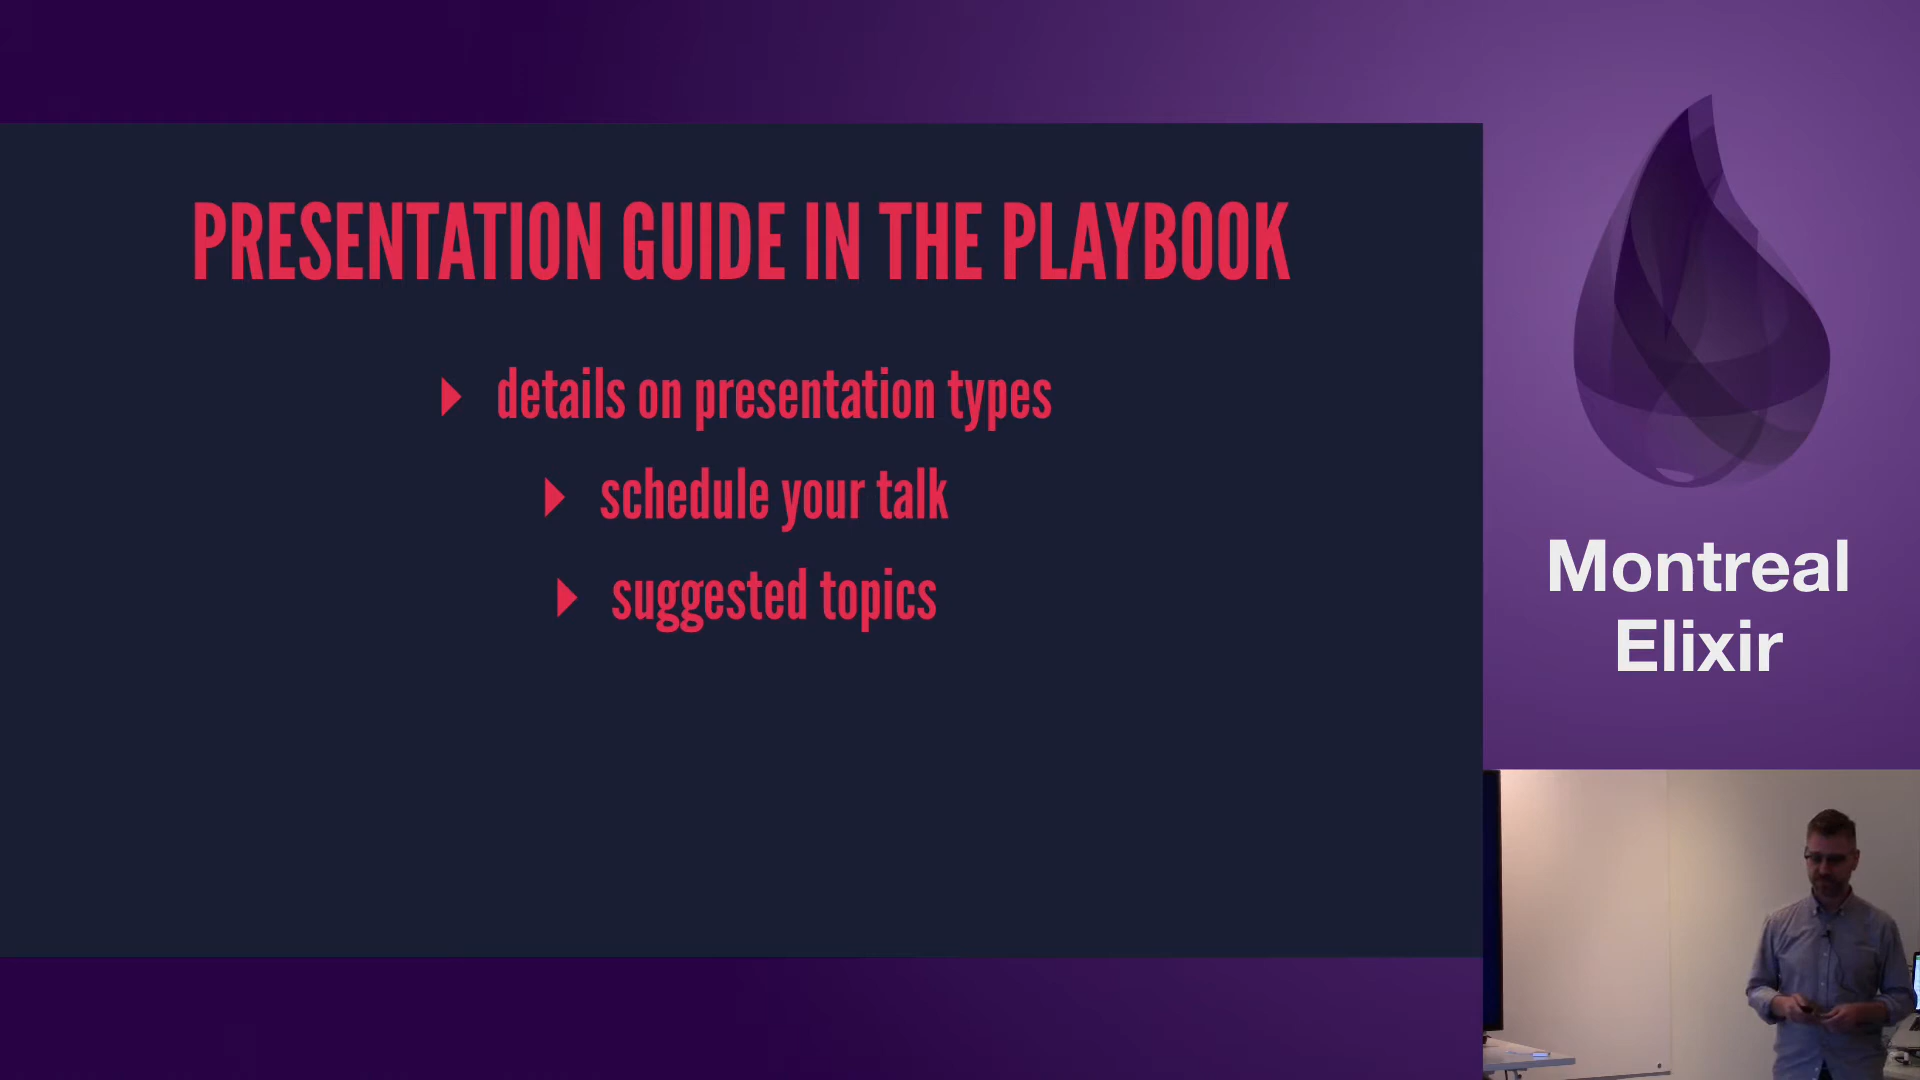 PRESENTATION GUIDE IN THE PLAYBOOK
details on presentation types
schedule your talk
suggested topics
Montreal
Elixir